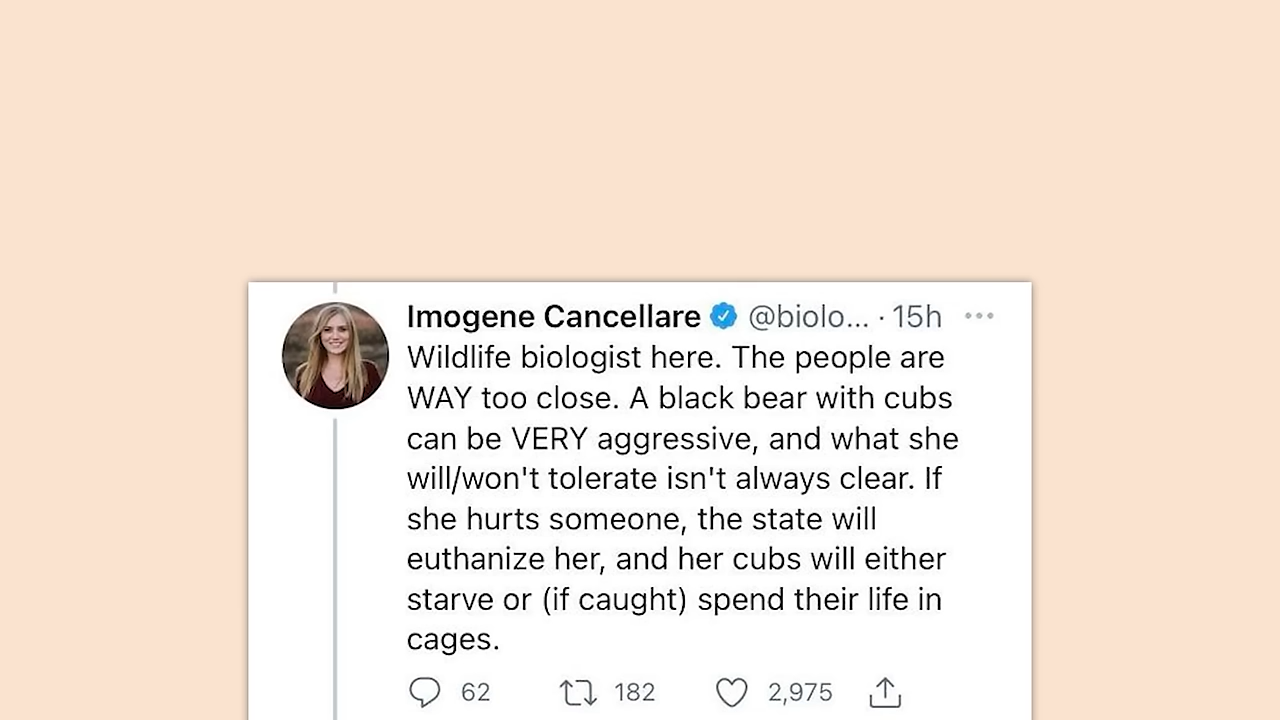 Imogene Cancellare @biolo... · 15h
Wildlife biologist here. The people are
WAY too close. A black bear with cubs
can be VERY aggressive, and what she
will/won't tolerate isn't always clear. If
she hurts someone, the state will
euthanize her, and her cubs will either
starve or (if caught) spend their life in
cages.
62 182 2,975